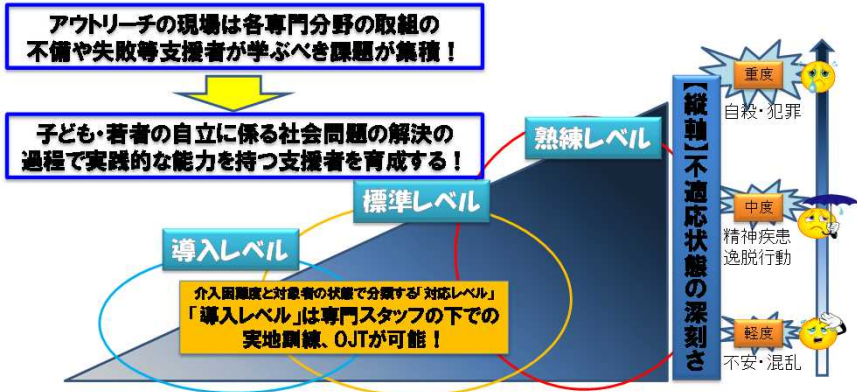 アウトリーチの現場は各専門分野の取組の
不備や失敗等支援者が学ぶべき課題が集積！
子ども・若者の自立に係る社会問題の解決の
過程で実践的な能力を持つ支援者を育成する！
熟練レベル
標準レベル
導入レベル
介入困難度と対象者の状態で分類する「対応レベル」
「導入レベル」は専門スタッフの下での
実地訓練、OJTが可能！
【縦軸】不適応状態の深刻さ
重度
自殺・犯罪
中度
精神疾患
逸脱行動
軽度
不安・混乱